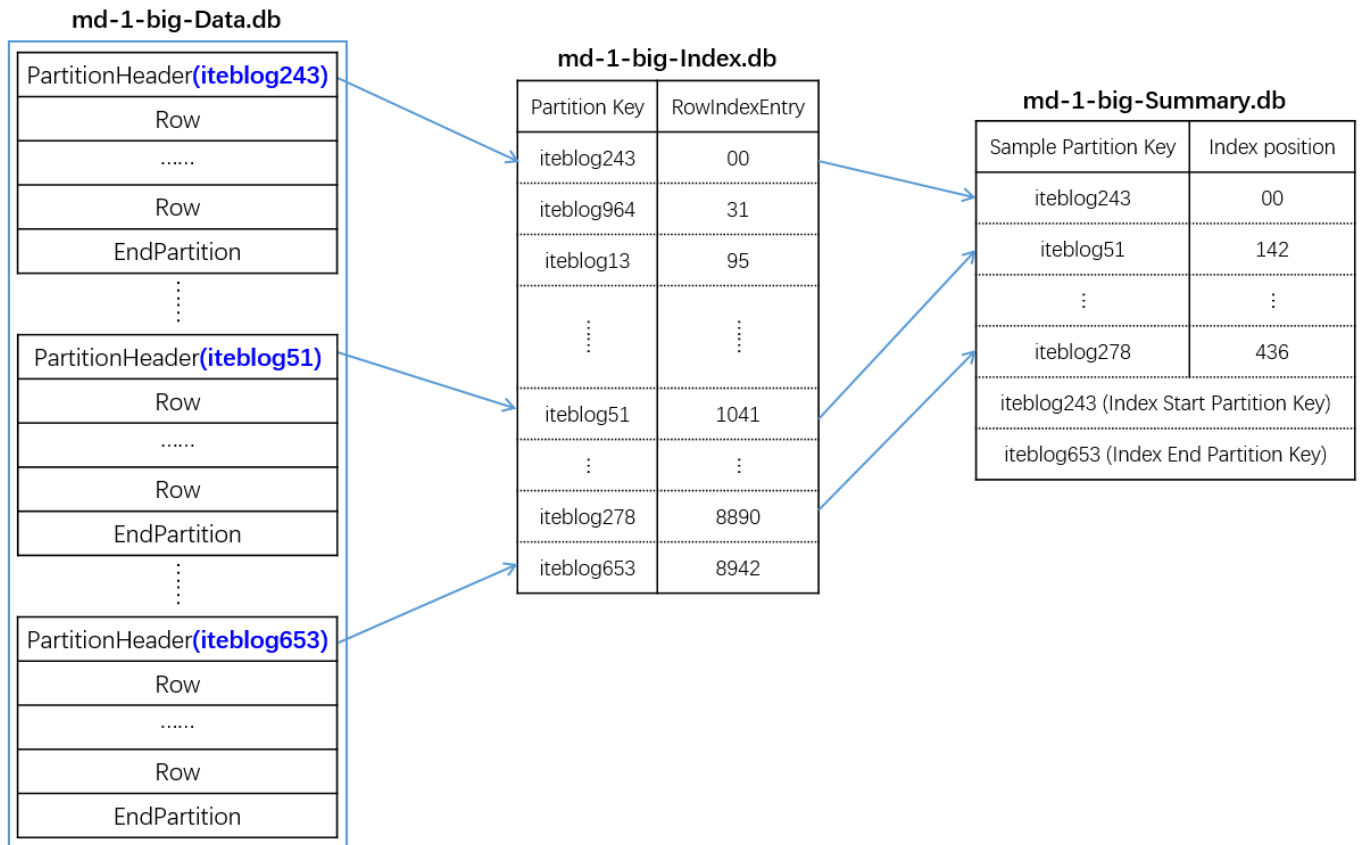 md-1-big-Data.db
PartitionHeader(iteblog243)
Row
......
Row
EndPartition
PartitionHeader(iteblog51)
Row
......
Row
EndPartition
PartitionHeader(iteblog653)
Row
......
Row
EndPartition
md-1-big-Index.db
Partition Key RowIndexEntry
iteblog243 00
iteblog964 31
iteblog13 95
iteblog51 1041
iteblog278 8890
iteblog653 8942
md-1-big-Summary.db
Sample Partition Key Index position
iteblog243 00
iteblog51 142
iteblog278 436
iteblog243 (Index Start Partition Key)
iteblog653 (Index End Partition Key)